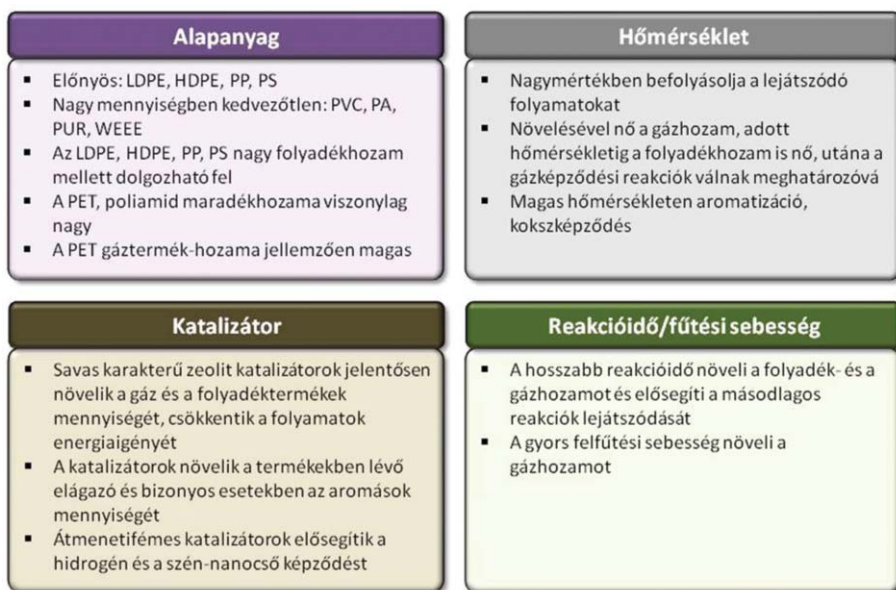 Alapanyag
▪ Előnyös: LDPE, HDPE, PP, PS
▪ Nagy mennyiségben kedvezőtlen: PVC, PA,
PUR, WEEE
▪ Az LDPE, HDPE, PP, PS nagy folyadékhozam
mellett dolgozható fel
▪ A PET, poliamid maradékhozama viszonylag
nagy
▪ A PET gáztermék-hozama jellemzően magas
Hőmérséklet
▪ Nagymértékben befolyásolja a lejátszódó
folyamatokat
▪ Növelésével nő a gázhozam, adott
hőmérsékletig a folyadékhozam is nő, utána a
gázképződési reakciók válnak meghatározóvá
▪ Magas hőmérsékleten aromatizáció,
kokszképződés
Katalizátor
▪ Savas karakterű zeolit katalizátorok jelentősen
növelik a gáz és a folyadéktermékek
mennyiségét, csökkentik a folyamatok
energiaigényét
▪ A katalizátorok növelik a termékekben lévő
elágazó és bizonyos esetekben az aromások
mennyiségét
▪ Átmenetifémes katalizátorok elősegítik a
hidrogén és a szén-nanocső képződést
Reakcióidő/fűtési sebesség
▪ A hosszabb reakcióidő növeli a folyadék- és a
gázhozamot és elősegíti a másodlagos
reakciók lejátszódását
▪ A gyors felfűtési sebesség növeli a
gázhozamot